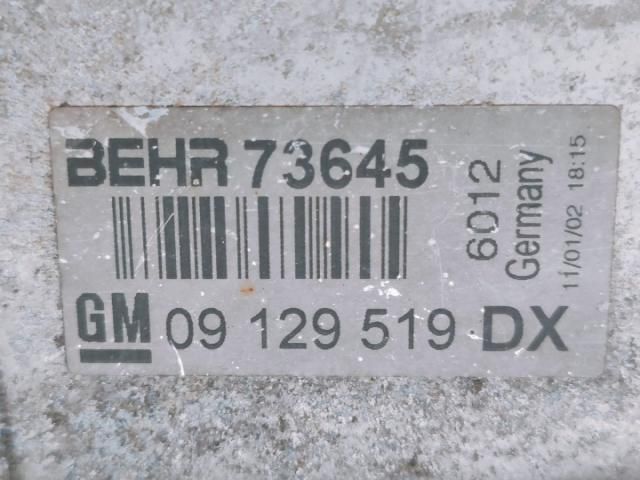 BEHR 73645
GM 09 129 519 DX
6012
Germany
11/01/02 18:15